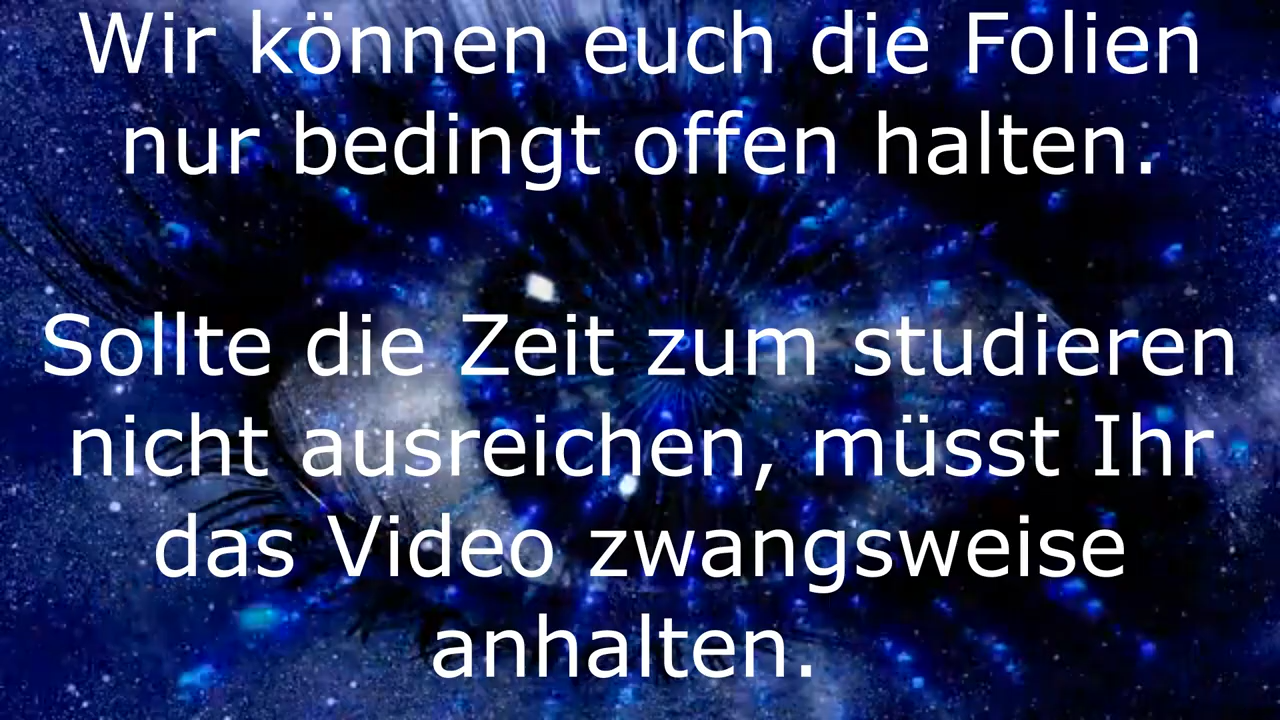 Wir können euch die Folien
nur bedingt offen halten.
Sollte die Zeit zum studieren
nicht ausreichen, müsst Ihr
das Video zwangsweise
anhalten.